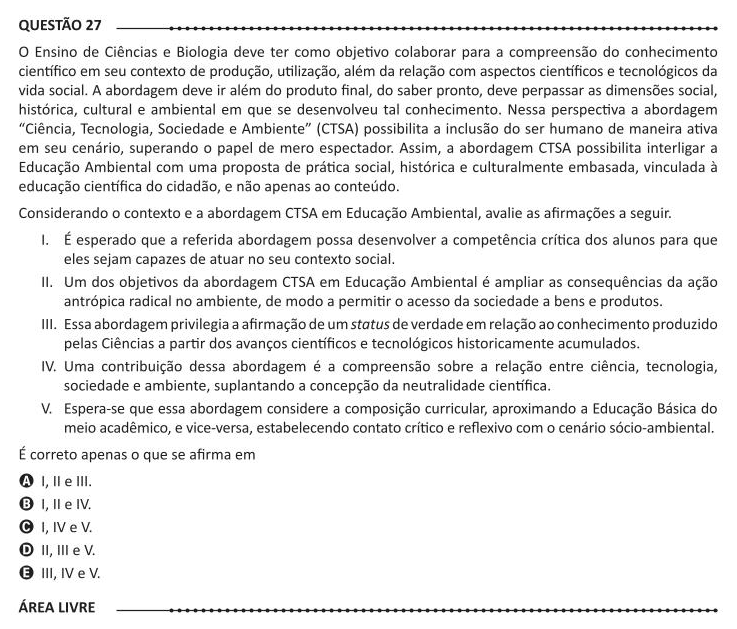 QUESTÃO 27
O Ensino de Ciências e Biologia deve ter como objetivo colaborar para a compreensão do conhecimento
científico em seu contexto de produção, utilização, além da relação com aspectos científicos e tecnológicos da
vida social. A abordagem deve ir além do produto final, do saber pronto, deve perpassar as dimensões social,
histórica, cultural e ambiental em que se desenvolveu tal conhecimento. Nessa perspectiva a abordagem
“Ciência, Tecnologia, Sociedade e Ambiente” (CTSA) possibilita a inclusão do ser humano de maneira ativa
em seu cenário, superando o papel de mero espectador. Assim, a abordagem CTSA possibilita interligar a
Educação Ambiental com uma proposta de prática social, histórica e culturalmente embasada, vinculada à
educação científica do cidadão, e não apenas ao conteúdo.
Considerando o contexto e a abordagem CTSA em Educação Ambiental, avalie as afirmações a seguir.
I. É esperado que a referida abordagem possa desenvolver a competência crítica dos alunos para que
eles sejam capazes de atuar no seu contexto social.
II. Um dos objetivos da abordagem CTSA em Educação Ambiental é ampliar as consequências da ação
antrópica radical no ambiente, de modo a permitir o acesso da sociedade a bens e produtos.
III. Essa abordagem privilegia a afirmação de um status de verdade em relação ao conhecimento produzido
pelas Ciências a partir dos avanços científicos e tecnológicos historicamente acumulados.
IV. Uma contribuição dessa abordagem é a compreensão sobre a relação entre ciência, tecnologia,
sociedade e ambiente, suplantando a concepção da neutralidade científica.
V. Espera-se que essa abordagem considere a composição curricular, aproximando a Educação Básica do
meio acadêmico, e vice-versa, estabelecendo contato crítico e reflexivo com o cenário sócio-ambiental.
É correto apenas o que se afirma em
A I, II e III.
B I, II e IV.
C I, IV e V.
D II, III e V.
E III, IV e V.
ÁREA LIVRE